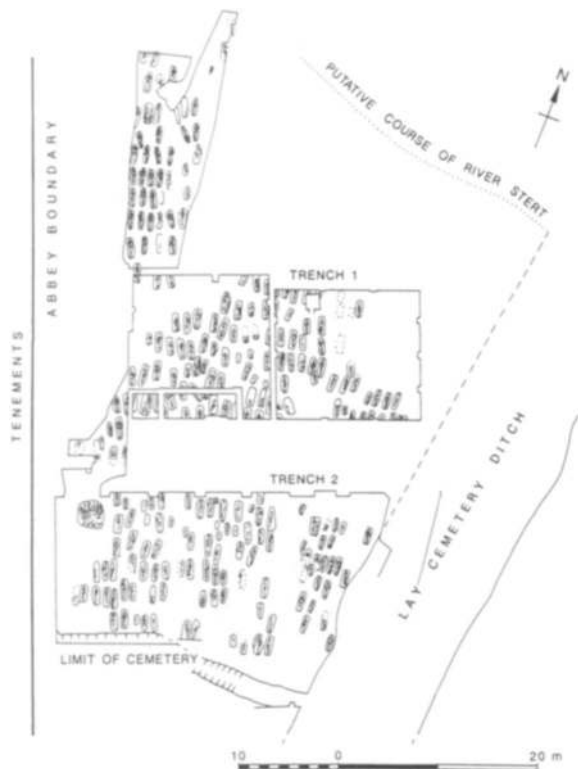 N
PUTATIVE COURSE OF RIVER STERT
ABBEY BOUNDARY
TRENCH 1
TENEMENTS
TRENCH 2
LAY CEMETERY DITCH
LIMIT OF CEMETERY
10 0 20 m